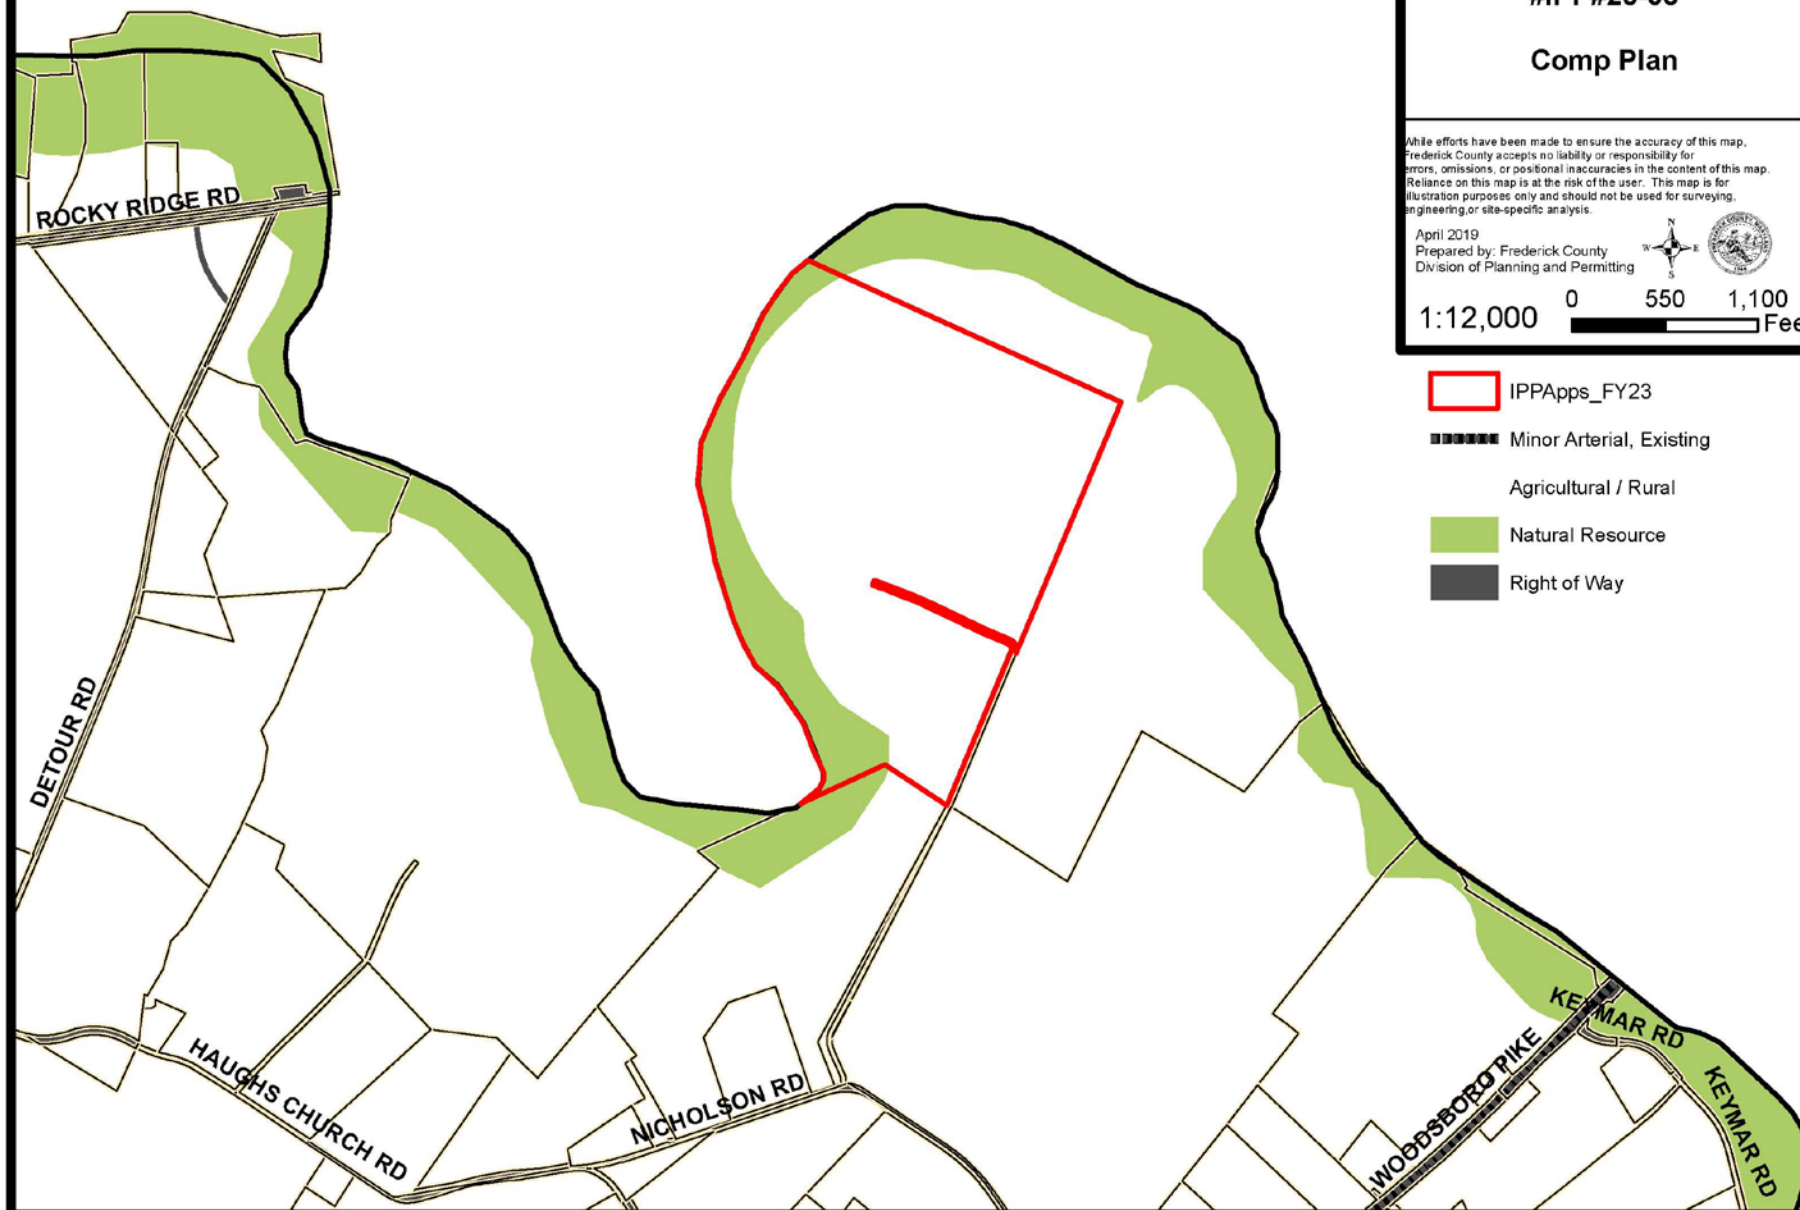 Comp Plan
While efforts have been made to ensure the accuracy of this map,
Frederick County accepts no liability or responsibility for
errors, omissions, or positional inaccuracies in the content of this map.
Reliance on this map is at the risk of the user. This map is for
illustration purposes only and should not be used for surveying,
engineering,or site-specific analysis.
April 2019
Prepared by: Frederick County
Division of Planning and Permitting
N
W E
S
1:12,000
0 550 1,100
Fee
IPPApps_FY23
Minor Arterial, Existing
Agricultural / Rural
Natural Resource
Right of Way
ROCKY RIDGE RD
DETOUR RD
HAUGHS CHURCH RD
NICHOLSON RD
WOODSBORO PIKE
KEYMAR RD
KEYMAR RD